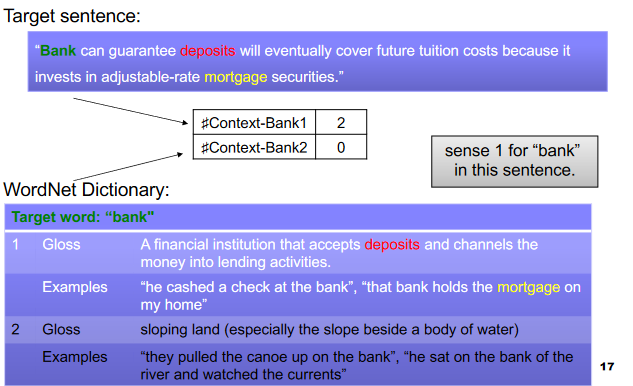 Target sentence:
“Bank can guarantee deposits will eventually cover future tuition costs because it
invests in adjustable-rate mortgage securities.”
♯Context-Bank1 2
♯Context-Bank2 0
sense 1 for “bank”
in this sentence.
WordNet Dictionary:
Target word: “bank"
1 Gloss A financial institution that accepts deposits and channels the
money into lending activities.
Examples “he cashed a check at the bank”, “that bank holds the mortgage on
my home”
2 Gloss sloping land (especially the slope beside a body of water)
Examples “they pulled the canoe up on the bank”, “he sat on the bank of the
river and watched the currents”
17